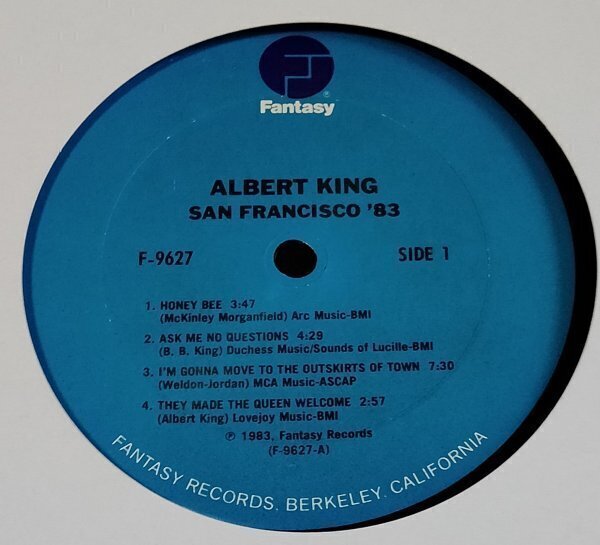 Fantasy®
ALBERT KING
SAN FRANCISCO '83
F-9627
SIDE 1
1. HONEY BEE 3:47
(McKinley Morganfield) Arc Music-BMI
2. ASK ME NO QUESTIONS 4:29
(B. B. King) Duchess Music/Sounds of Lucille-BMI
3. I'M GONNA MOVE TO THE OUTSKIRTS OF TOWN 7:30
(Weldon-Jordan) MCA Music-ASCAP
4. THEY MADE THE QUEEN WELCOME 2:57
(Albert King) Lovejoy Music-BMI
℗ 1983, Fantasy Records
(F-9627-A)
FANTASY RECORDS, BERKELEY, CALIFORNIA